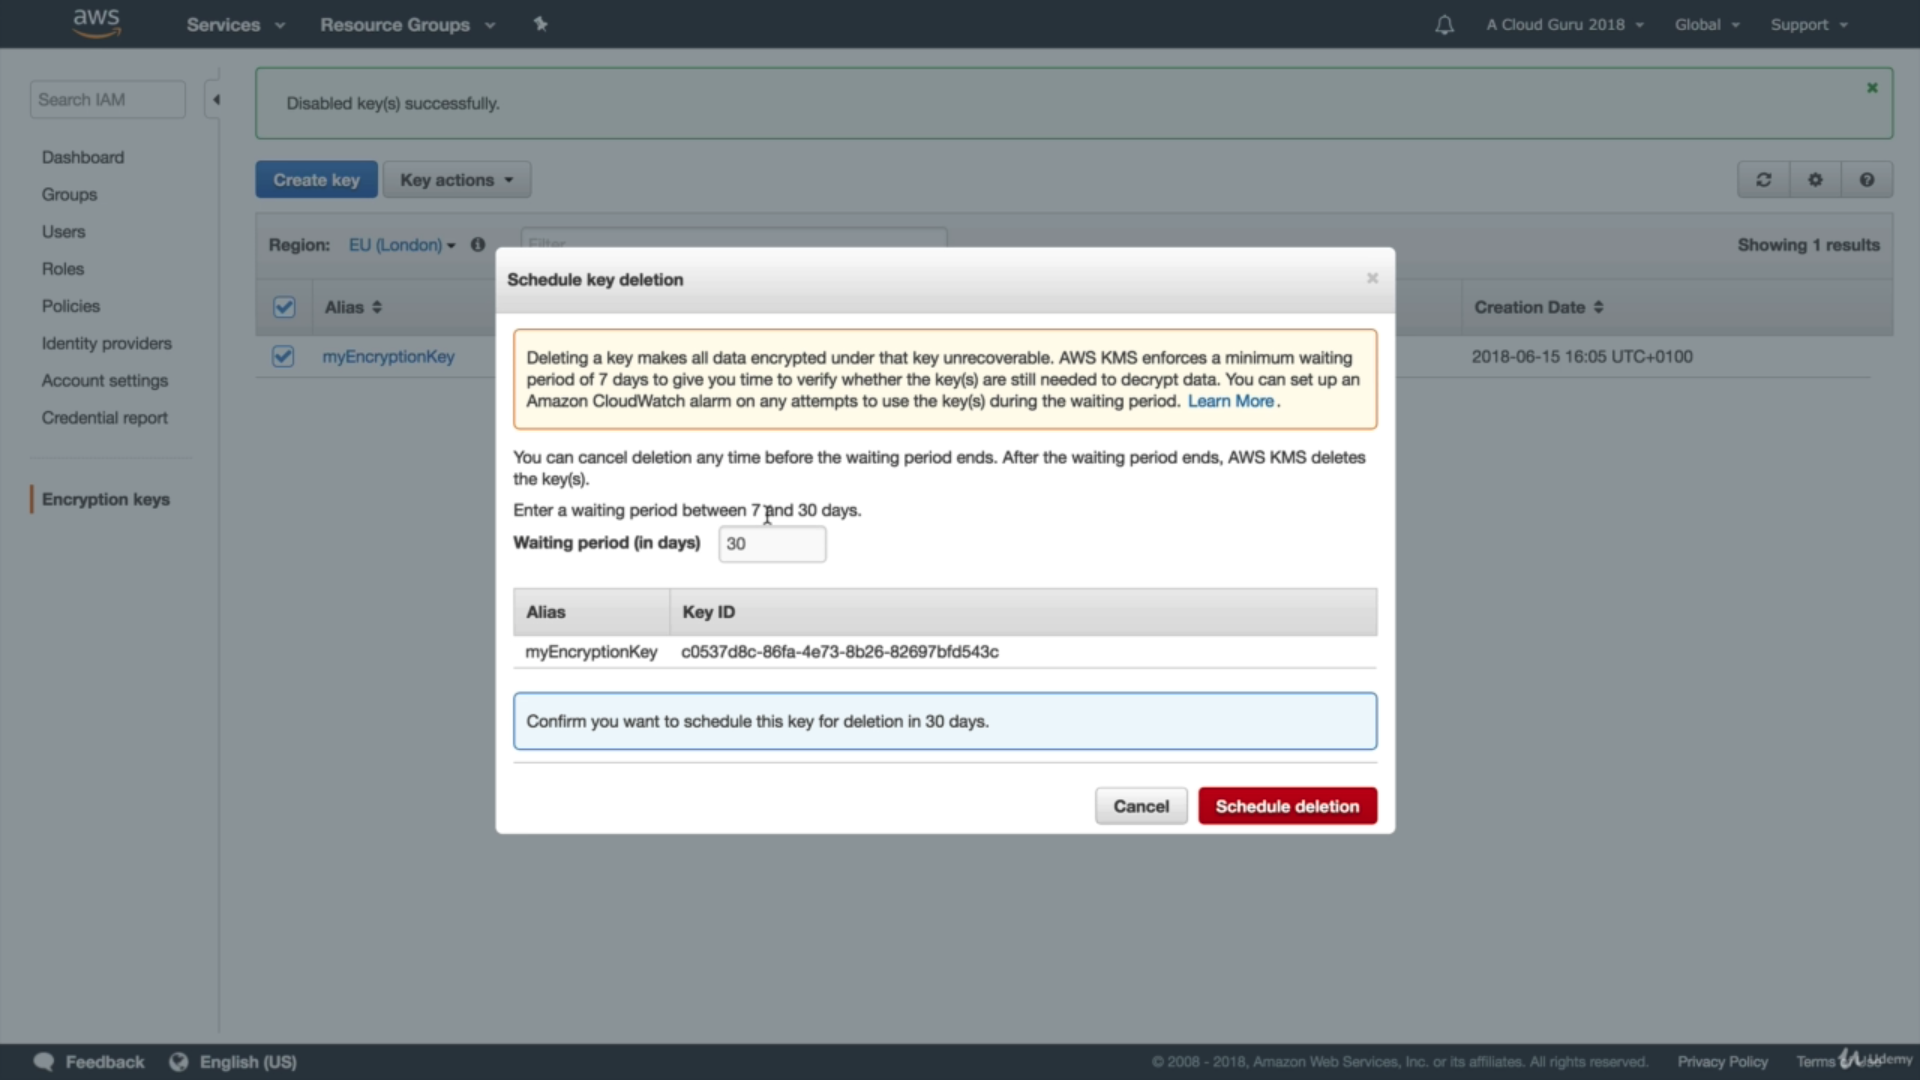 aws
Services
Resource Groups
A Cloud Guru 2018
Global
Support
Search IAM
Dashboard
Groups
Users
Roles
Policies
Identity providers
Account settings
Credential report
Encryption keys
Disabled key(s) successfully.
Create key
Key actions
Region: EU (London)
Filter
Showing 1 results
Alias
Creation Date
myEncryptionKey
2018-06-15 16:05 UTC+0100
Schedule key deletion
Deleting a key makes all data encrypted under that key unrecoverable. AWS KMS enforces a minimum waiting
period of 7 days to give you time to verify whether the key(s) are still needed to decrypt data. You can set up an
Amazon CloudWatch alarm on any attempts to use the key(s) during the waiting period. Learn More.
You can cancel deletion any time before the waiting period ends. After the waiting period ends, AWS KMS deletes
the key(s).
Enter a waiting period between 7 and 30 days.
Waiting period (in days) 30
Alias Key ID
myEncryptionKey c0537d8c-86fa-4e73-8b26-82697bfd543c
Confirm you want to schedule this key for deletion in 30 days.
Cancel
Schedule deletion
Feedback
English (US)
© 2008 - 2018, Amazon Web Services, Inc. or its affiliates. All rights reserved.
Privacy Policy
Terms
Udemy